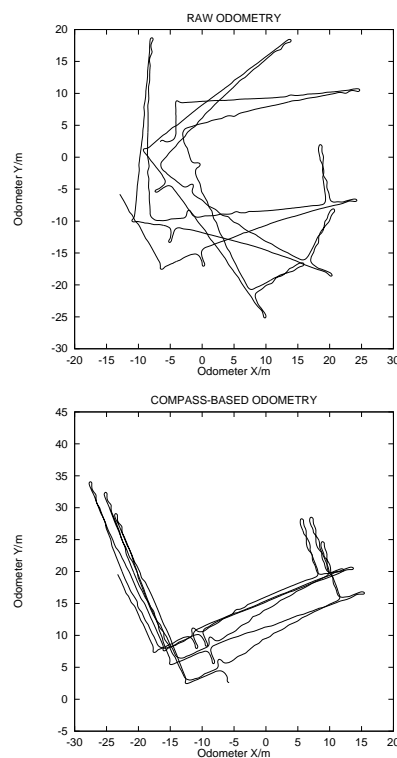 RAW ODOMETRY
20
15
10
5
0
-5
-10
-15
-20
-25
-30
Odometer Y/m
-20 -15 -10 -5 0 5 10 15 20 25 30
Odometer X/m
COMPASS-BASED ODOMETRY
45
40
35
30
25
20
15
10
5
0
-5
Odometer Y/m
-30 -25 -20 -15 -10 -5 0 5 10 15 20
Odometer X/m